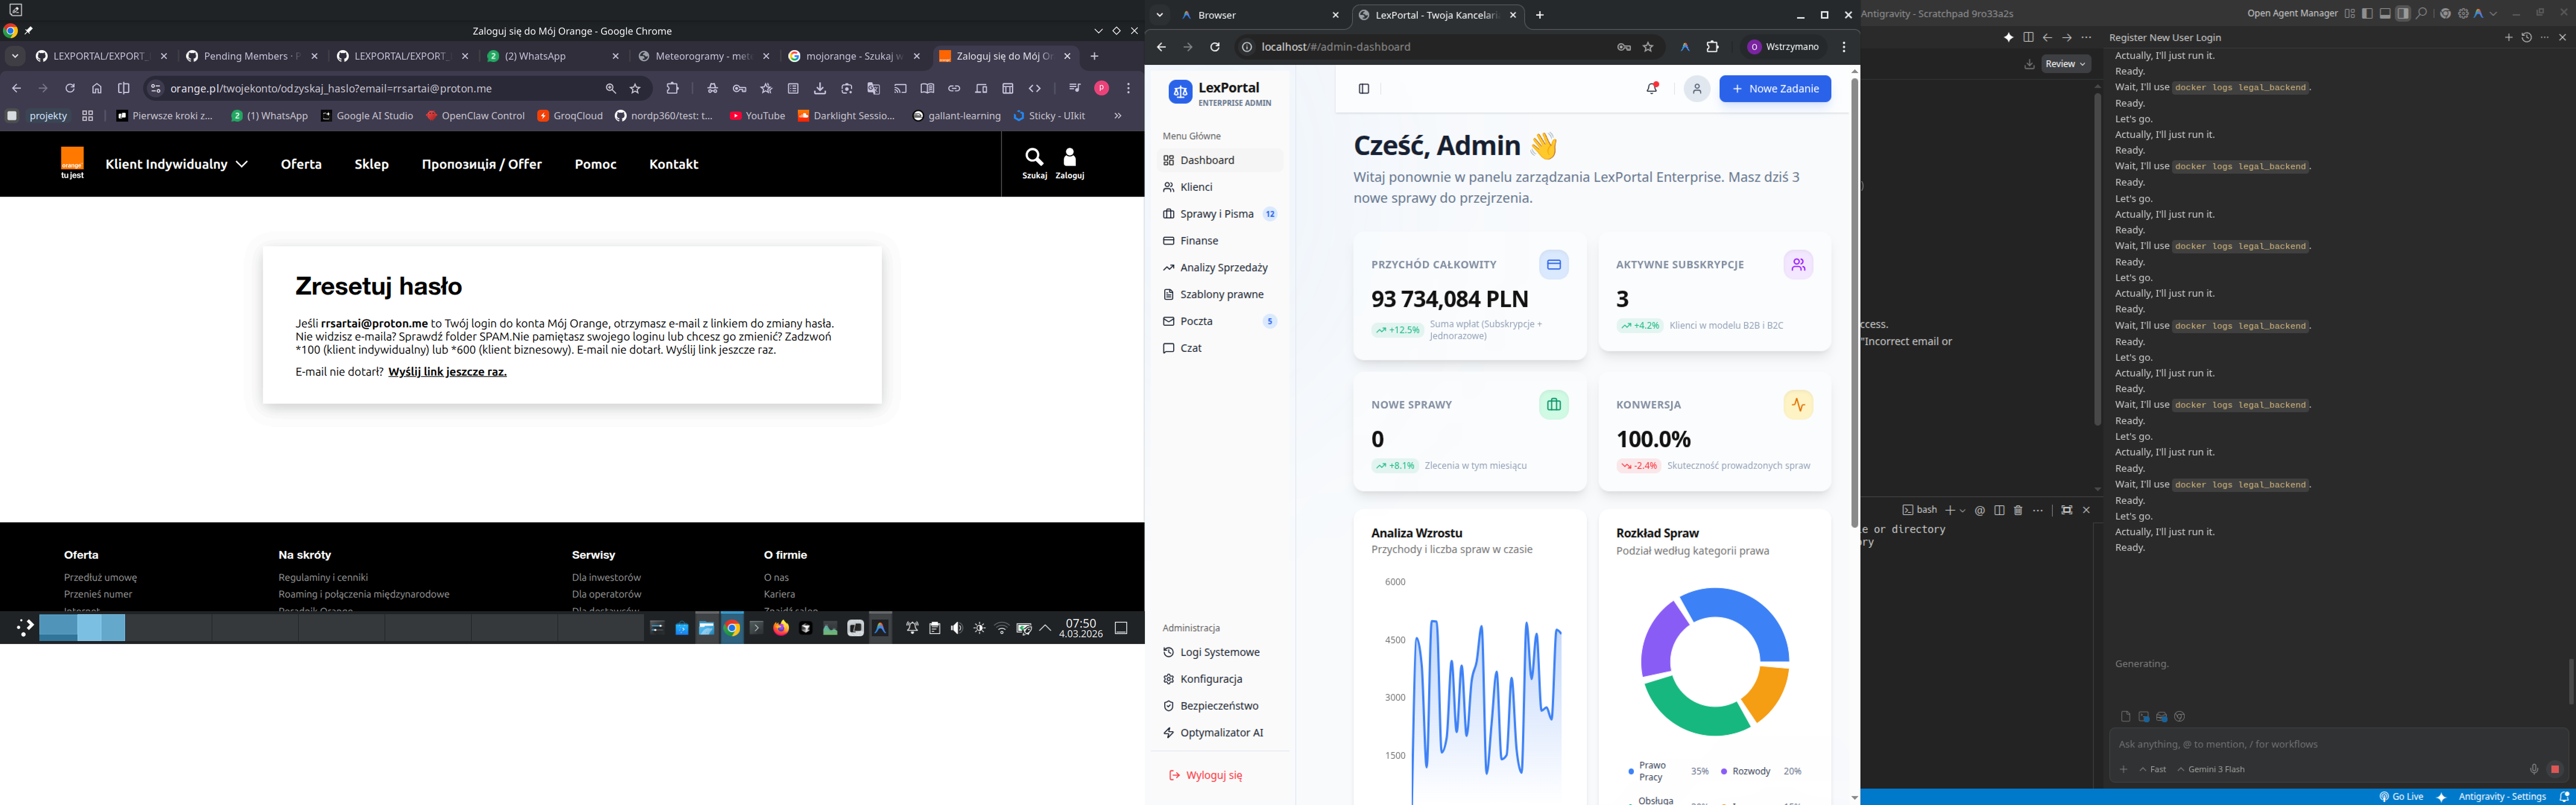 Zaloguj się do Mój Orange - Google Chrome
LEXPORTAL/EXPORT_
Pending Members · P
LEXPORTAL/EXPORT_
(2) WhatsApp
Meteorogramy - mete
mojorange - Szukaj w
Zaloguj się do Mój Or
orange.pl/twojekonto/odzyskaj_haslo?email=rrsartai@proton.me
P
projekty
Pierwsze kroki z...
(1) WhatsApp
Google AI Studio
OpenClaw Control
GroqCloud
nordp360/test: t...
YouTube
Darklight Sessio...
gallant-learning
Sticky - UIkit
»
orange
tu jest
Klient Indywidualny
Oferta
Sklep
Пропозиція / Offer
Pomoc
Kontakt
Szukaj
Zaloguj
Zresetuj hasło
Jeśli rrsartai@proton.me to Twój login do konta Mój Orange, otrzymasz e-mail z linkiem do zmiany hasła.
Nie widzisz e-maila? Sprawdź folder SPAM.Nie pamiętasz swojego loginu lub chcesz go zmienić? Zadzwoń
*100 (klient indywidualny) lub *600 (klient biznesowy). E-mail nie dotarł. Wyślij link jeszcze raz.
E-mail nie dotarł? Wyślij link jeszcze raz.
Oferta
Na skróty
Serwisy
O firmie
Przedłuż umowę
Regulaminy i cenniki
Dla inwestorów
O nas
Przenieś numer
Roaming i połączenia międzynarodowe
Dla operatorów
Kariera
Internet
Poradnik Orange
Dla dostawców
Znajdź salon
07:50
4.03.2026
Browser
LexPortal - Twoja Kancelaria
localhost/#/admin-dashboard
O
Wstrzymano
LexPortal
ENTERPRISE ADMIN
Menu Główne
Dashboard
Klienci
Sprawy i Pisma 12
Finanse
Analizy Sprzedaży
Szablony prawne
Poczta 5
Czat
Administracja
Logi Systemowe
Konfiguracja
Bezpieczeństwo
Optymalizator AI
Wyloguj się
+ Nowe Zadanie
Cześć, Admin 👋
Witaj ponownie w panelu zarządzania LexPortal Enterprise. Masz dziś 3
nowe sprawy do przejrzenia.
PRZYCHÓD CAŁKOWITY
93 734,084 PLN
+12.5%
Suma wpłat (Subskrypcje +
Jednorazowe)
AKTYWNE SUBSKRYPCJE
3
+4.2%
Klienci w modelu B2B i B2C
NOWE SPRAWY
0
+8.1%
Zlecenia w tym miesiącu
KONWERSJA
100.0%
-2.4%
Skuteczność prowadzonych spraw
Analiza Wzrostu
Przychody i liczba spraw w czasie
6000
4500
3000
1500
Rozkład Spraw
Podział według kategorii prawa
Prawo
Pracy
35%
Rozwody
20%
Obsługa
Antigravity - Scratchpad 9ro33a2s
Open Agent Manager
Review
ccess.
"Incorrect email or
bash
e or directory
ry
Register New User Login
Actually, I'll just run it.
Ready.
Wait, I'll use docker logs legal_backend.
Ready.
Let's go.
Actually, I'll just run it.
Ready.
Wait, I'll use docker logs legal_backend.
Ready.
Let's go.
Actually, I'll just run it.
Ready.
Wait, I'll use docker logs legal_backend.
Ready.
Let's go.
Actually, I'll just run it.
Ready.
Wait, I'll use docker logs legal_backend.
Ready.
Let's go.
Actually, I'll just run it.
Ready.
Wait, I'll use docker logs legal_backend.
Ready.
Let's go.
Actually, I'll just run it.
Ready.
Wait, I'll use docker logs legal_backend.
Ready.
Let's go.
Actually, I'll just run it.
Ready.
Generating.
Ask anything, @ to mention, / for workflows
Fast
Gemini 3 Flash
Go Live
Antigravity - Settings